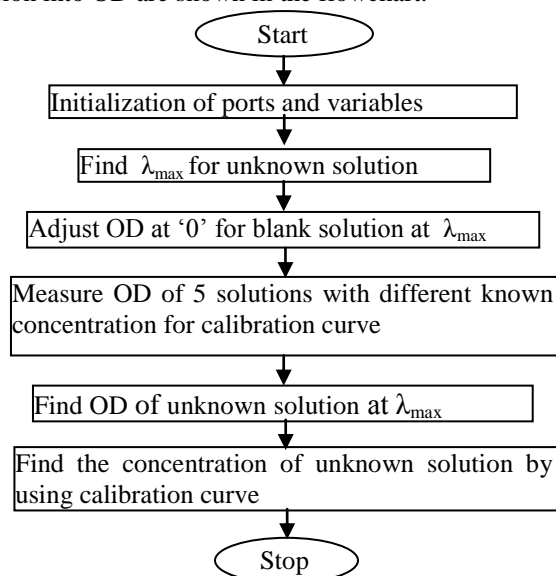 into OD are shown in the flowchart.
Start
Initialization of ports and variables
Find λmax for unknown solution
Adjust OD at ‘0’ for blank solution at λmax
Measure OD of 5 solutions with different known
concentration for calibration curve
Find OD of unknown solution at λmax
Find the concentration of unknown solution by
using calibration curve
Stop